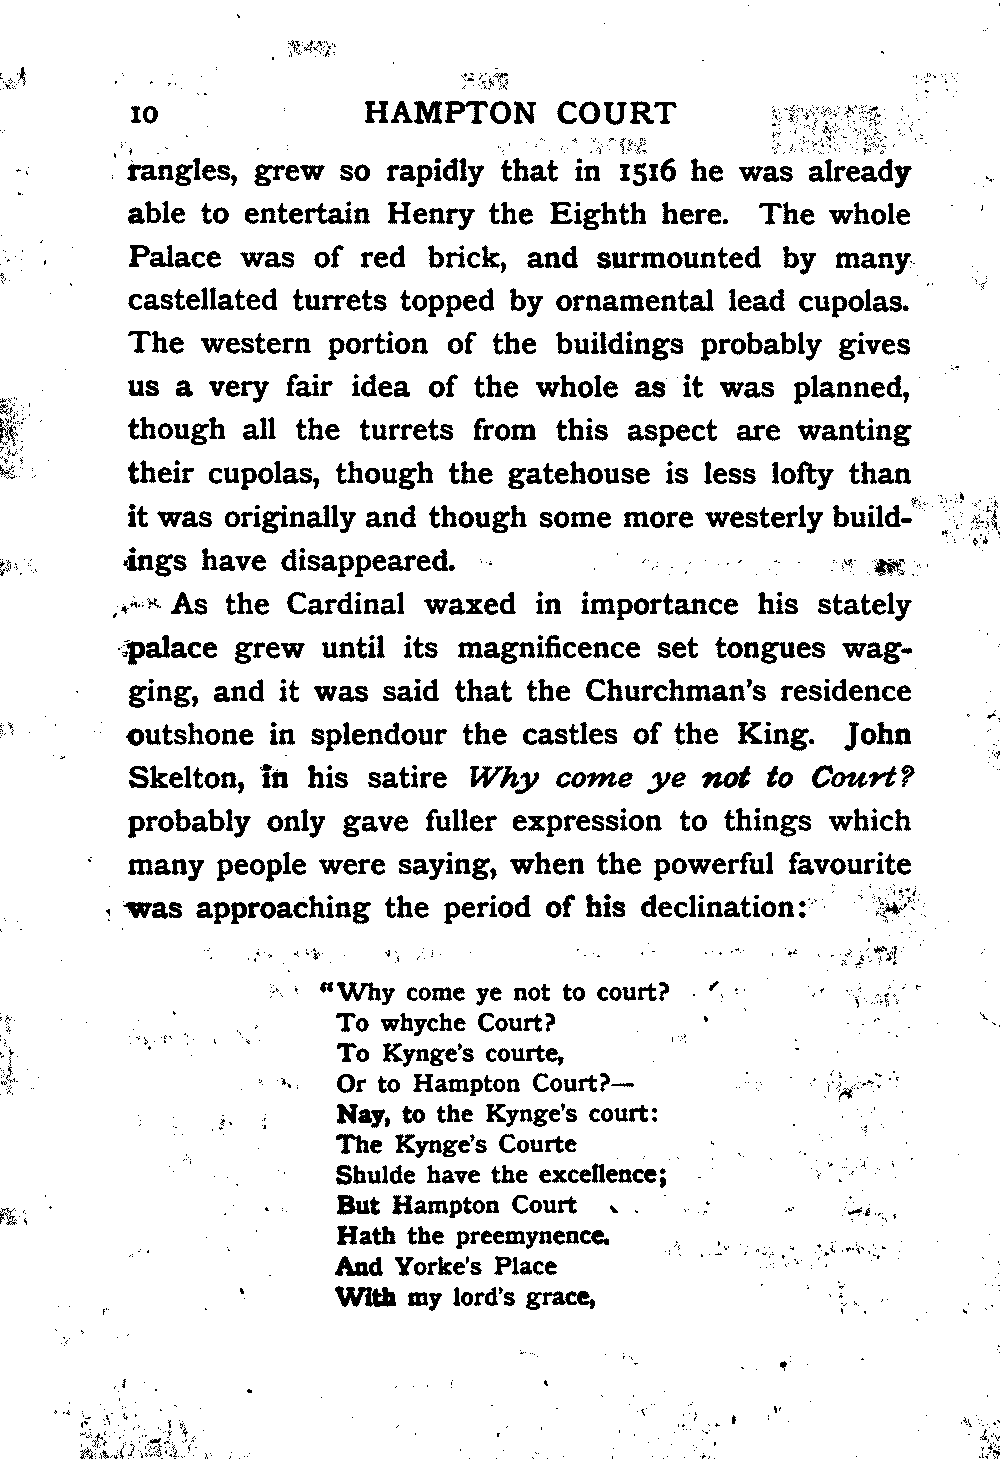 10 HAMPTON COURT
rangles, grew so rapidly that in 1516 he was already
able to entertain Henry the Eighth here. The whole
Palace was of red brick, and surmounted by many
castellated turrets topped by ornamental lead cupolas.
The western portion of the buildings probably gives
us a very fair idea of the whole as it was planned,
though all the turrets from this aspect are wanting
their cupolas, though the gatehouse is less lofty than
it was originally and though some more westerly build-
ings have disappeared.
As the Cardinal waxed in importance his stately
palace grew until its magnificence set tongues wag-
ging, and it was said that the Churchman's residence
outshone in splendour the castles of the King. John
Skelton, in his satire Why come ye not to Court?
probably only gave fuller expression to things which
many people were saying, when the powerful favourite
was approaching the period of his declination:
"Why come ye not to court?
To whyche Court?
To Kynge's courte,
Or to Hampton Court?—
Nay, to the Kynge's court:
The Kynge's Courte
Shulde have the excellence;
But Hampton Court
Hath the preemynence.
And Yorke's Place
With my lord's grace,